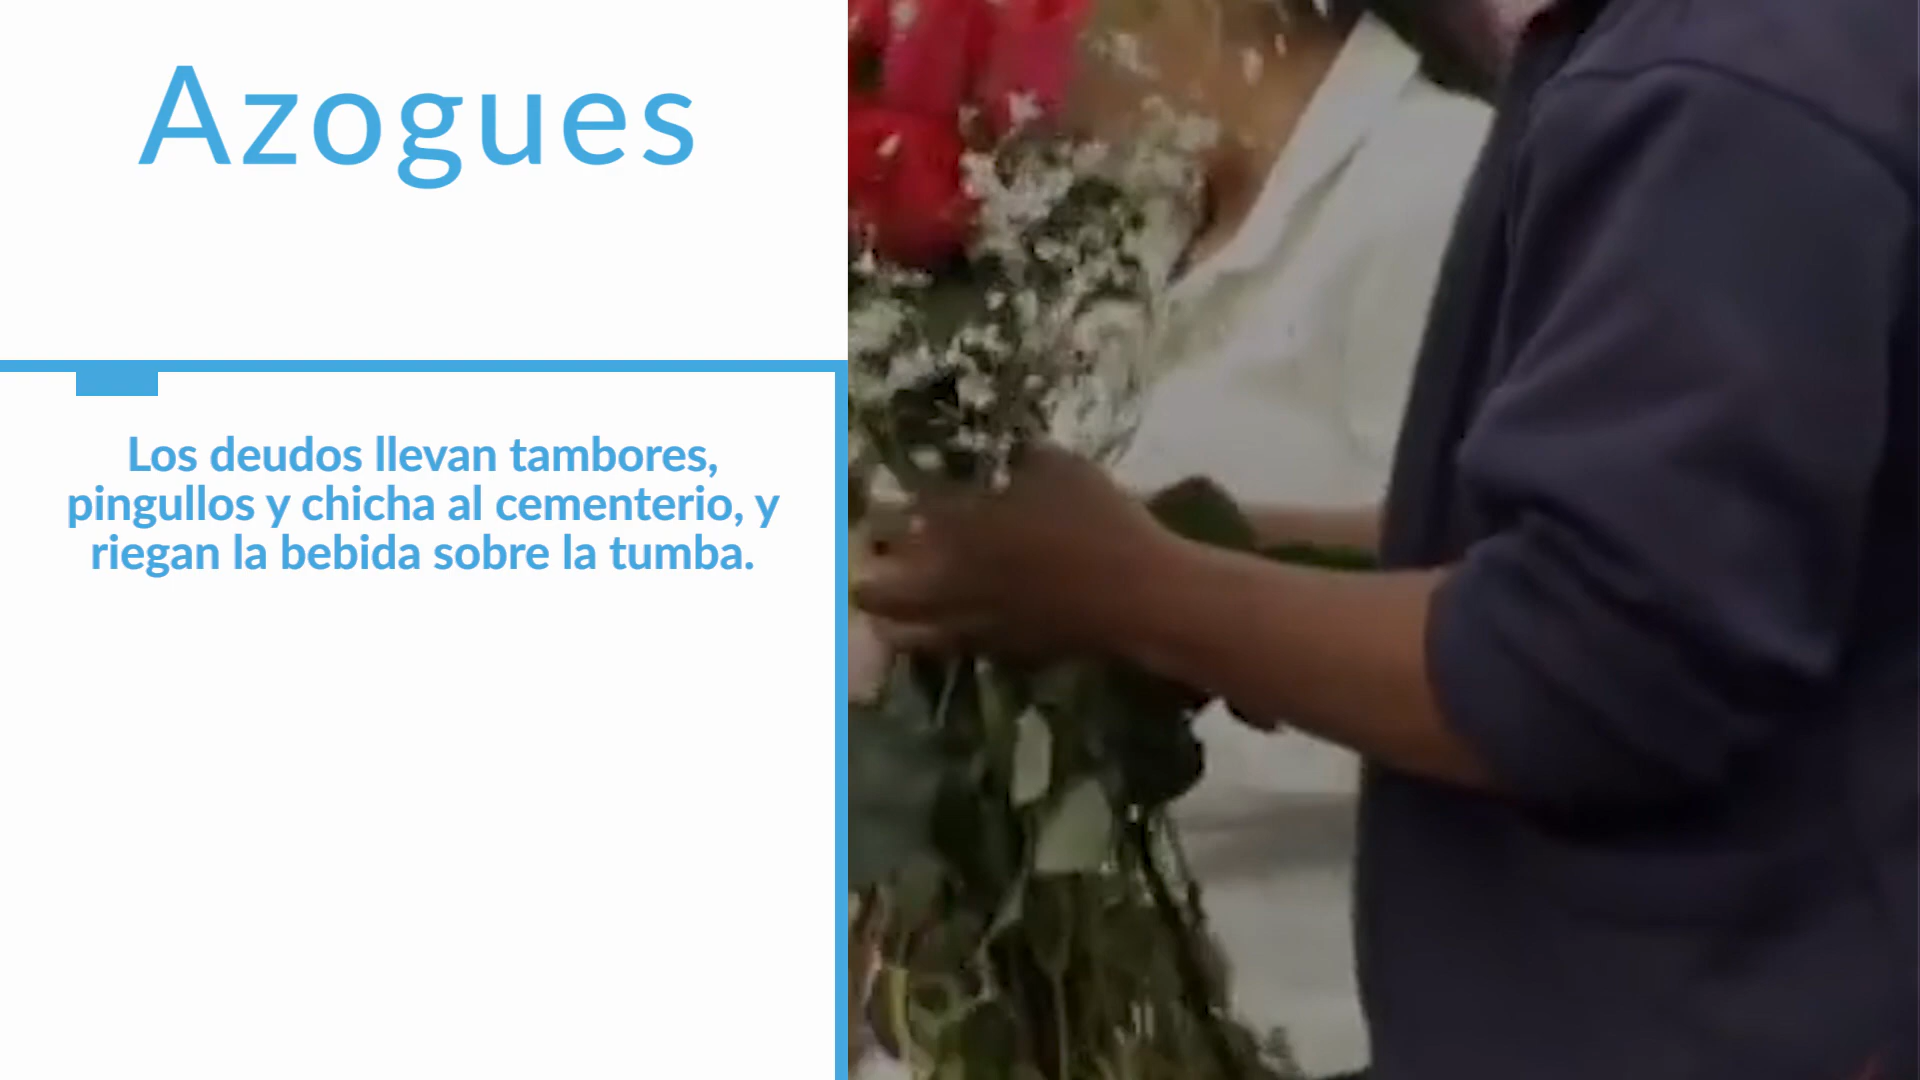 Azogues
Los deudos llevan tambores,
pingullos y chicha al cementerio, y
riegan la bebida sobre la tumba.